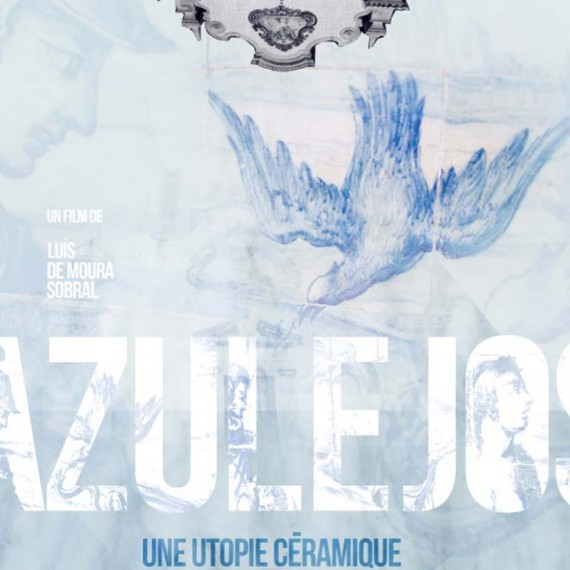 UN FILM DE
LUÍS
DE MOURA
SOBRAL
AZULEJOS
UNE UTOPIE CÉRAMIQUE